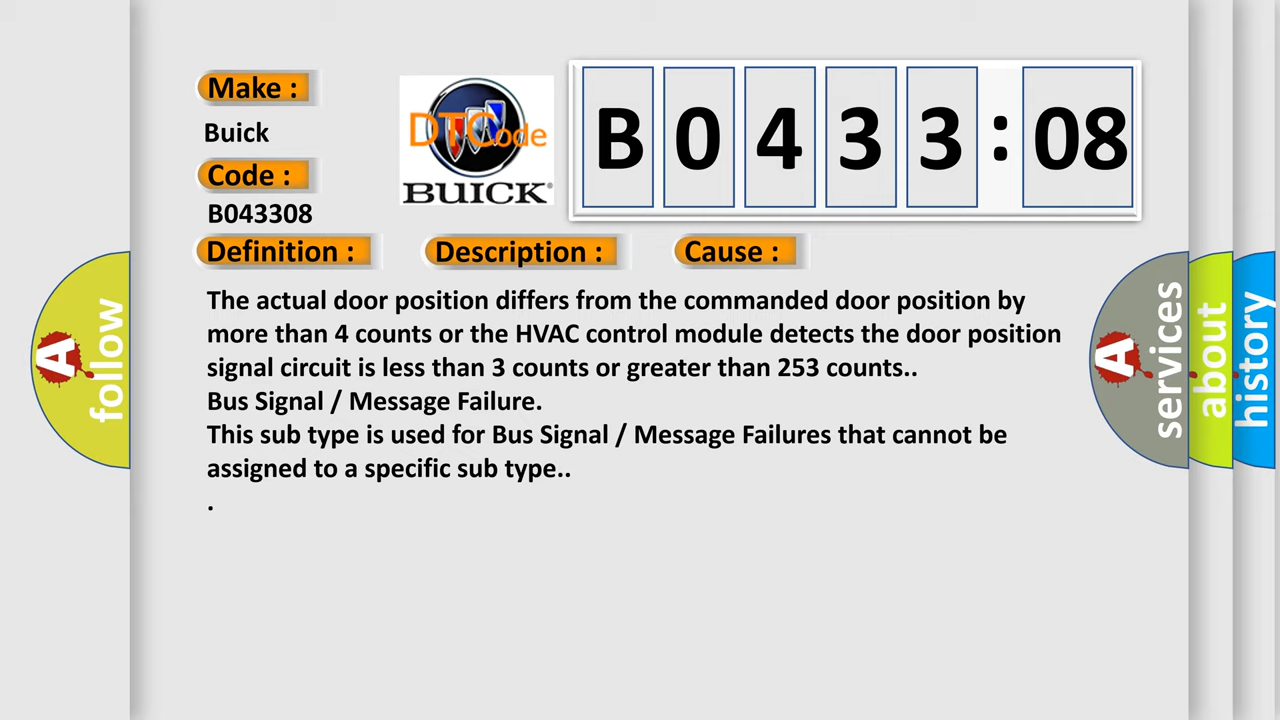 Make :
Buick
Code :
B043308
DTCode
BUICK®
B 0 4 3 3 : 08
Definition :
Description :
Cause :
The actual door position differs from the commanded door position by
more than 4 counts or the HVAC control module detects the door position
signal circuit is less than 3 counts or greater than 253 counts..
Bus Signal / Message Failure.
This sub type is used for Bus Signal / Message Failures that cannot be
assigned to a specific sub type..
.
A
follow
A
services
about
history